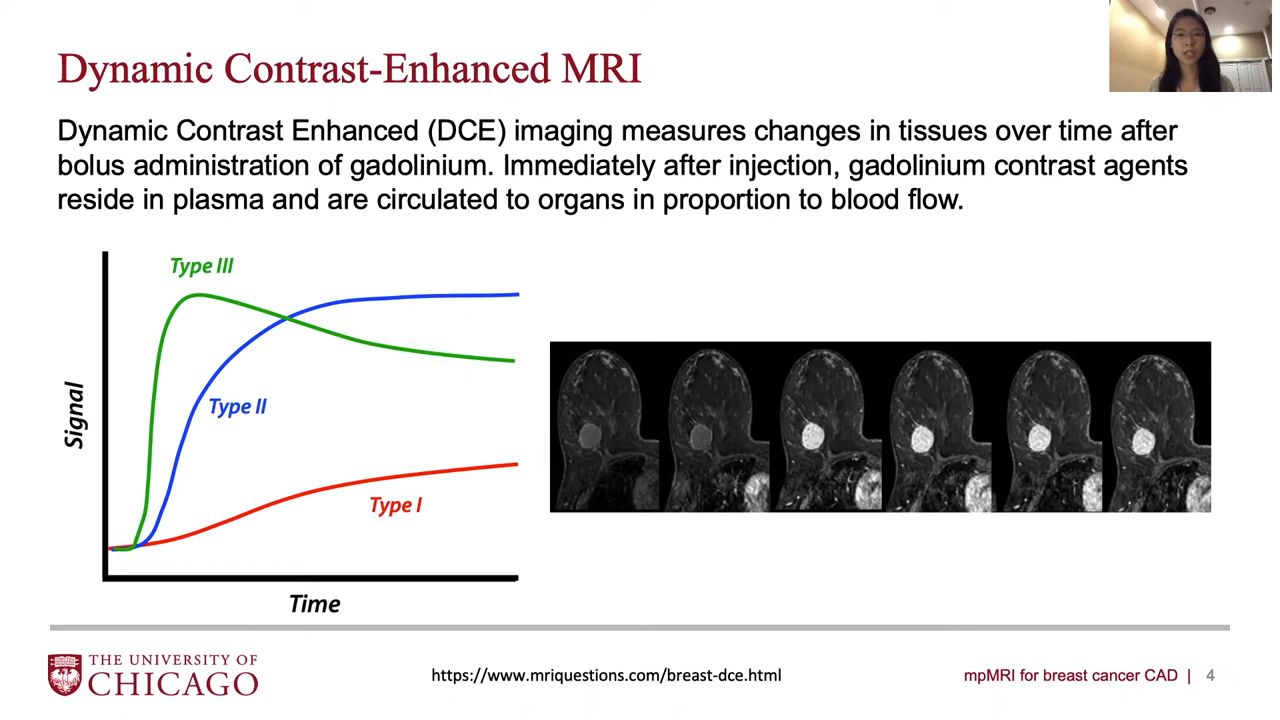 Dynamic Contrast-Enhanced MRI
Dynamic Contrast Enhanced (DCE) imaging measures changes in tissues over time after
bolus administration of gadolinium. Immediately after injection, gadolinium contrast agents
reside in plasma and are circulated to organs in proportion to blood flow.
Type III
Type II
Type I
Signal
Time
THE UNIVERSITY OF
CHICAGO
https://www.mriquestions.com/breast-dce.html
mpMRI for breast cancer CAD | 4